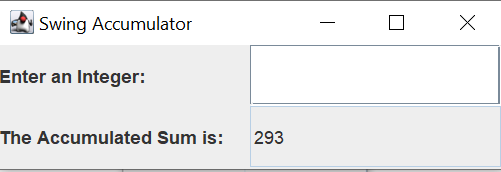 Swing Accumulator
Enter an Integer:
The Accumulated Sum is: 293